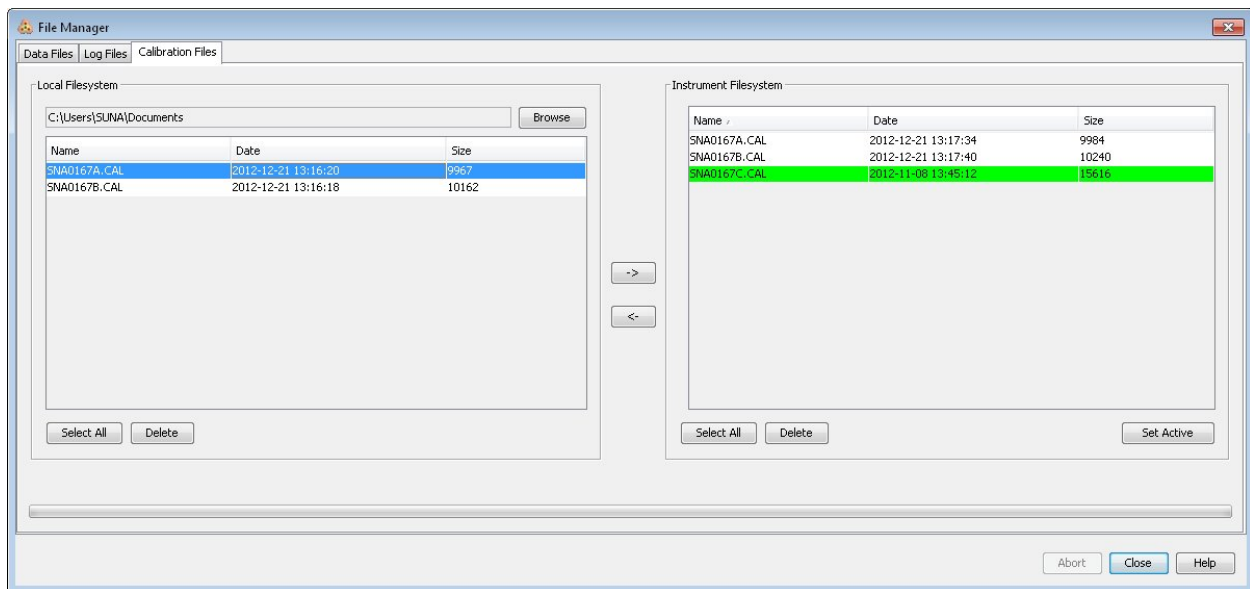 File Manager
Data Files Log Files Calibration Files
Local Filesystem
C:\Users\SUNA\Documents Browse
Name Date Size
SNA0167A.CAL 2012-12-21 13:16:20 9967
SNA0167B.CAL 2012-12-21 13:16:18 10162
Select All Delete
->
<-
Instrument Filesystem
Name Date Size
SNA0167A.CAL 2012-12-21 13:17:34 9984
SNA0167B.CAL 2012-12-21 13:17:40 10240
SNA0167C.CAL 2012-11-08 13:45:12 15616
Select All Delete Set Active
Abort Close Help